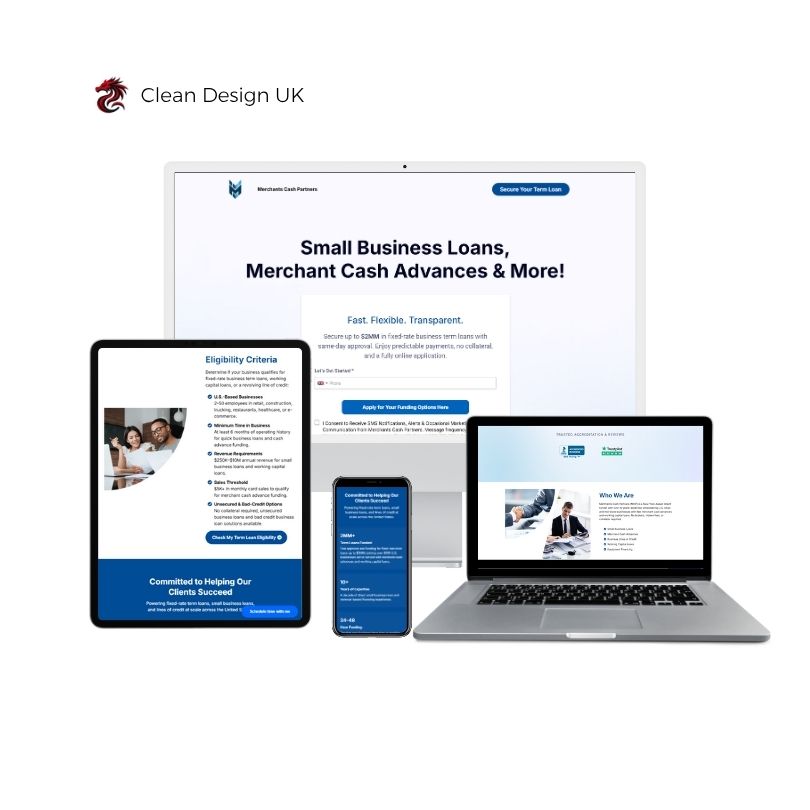 Clean Design UK
Merchants Cash Partners
Secure Your Term Loan
Small Business Loans,
Merchant Cash Advances & More!
Fast. Flexible. Transparent.
Secure up to $2MM in fixed-rate business term loans with
same-day approval. Enjoy predictable payments, no collateral,
and a fully online application.
Let's Get Started *
Phone
Apply for Your Funding Options Here
I Consent to Receive SMS Notifications, Alerts & Occasional Marke
Communication from Merchants Cash Partners. Message frequency
Eligibility Criteria
Determine if your business qualifies for
fixed-rate business term loans, working
capital loans, or a revolving line of credit:
U.S.-Based Businesses
2–50 employees in retail, construction,
trucking, restaurants, healthcare, or e-
commerce.
Minimum Time in Business
At least 6 months of operating history
for quick business loans and cash
advance funding.
Revenue Requirements
$250K–$10M annual revenue for small
business loans and working capital
loans.
Sales Threshold
$5K+ in monthly card sales to qualify
for merchant cash advance funding.
Unsecured & Bad-Credit Options
No collateral required, unsecured
business loans and bad credit business
loan solutions available
Check My Term Loan Eligibility
Committed to Helping Our
Clients Succeed
Powering fixed-rate term loans, small business loans,
and lines of credit at scale across the United S
Schedule time with me
Committed to Helping Our
Clients Succeed
Powering fixed-rate term loans, small
business loans, and lines of credit at
scale across the United States.
2MM+
Term Loans Funded
10+
Years of Expertise
24-48
Hour Funding
TRUSTED, ACCREDITATION & REVIEWS
Trustpilot
Who We Are
Small Business Loans
Merchant Cash Advances
Business Lines of Credit
Working Capital Loans
Equipment Financing